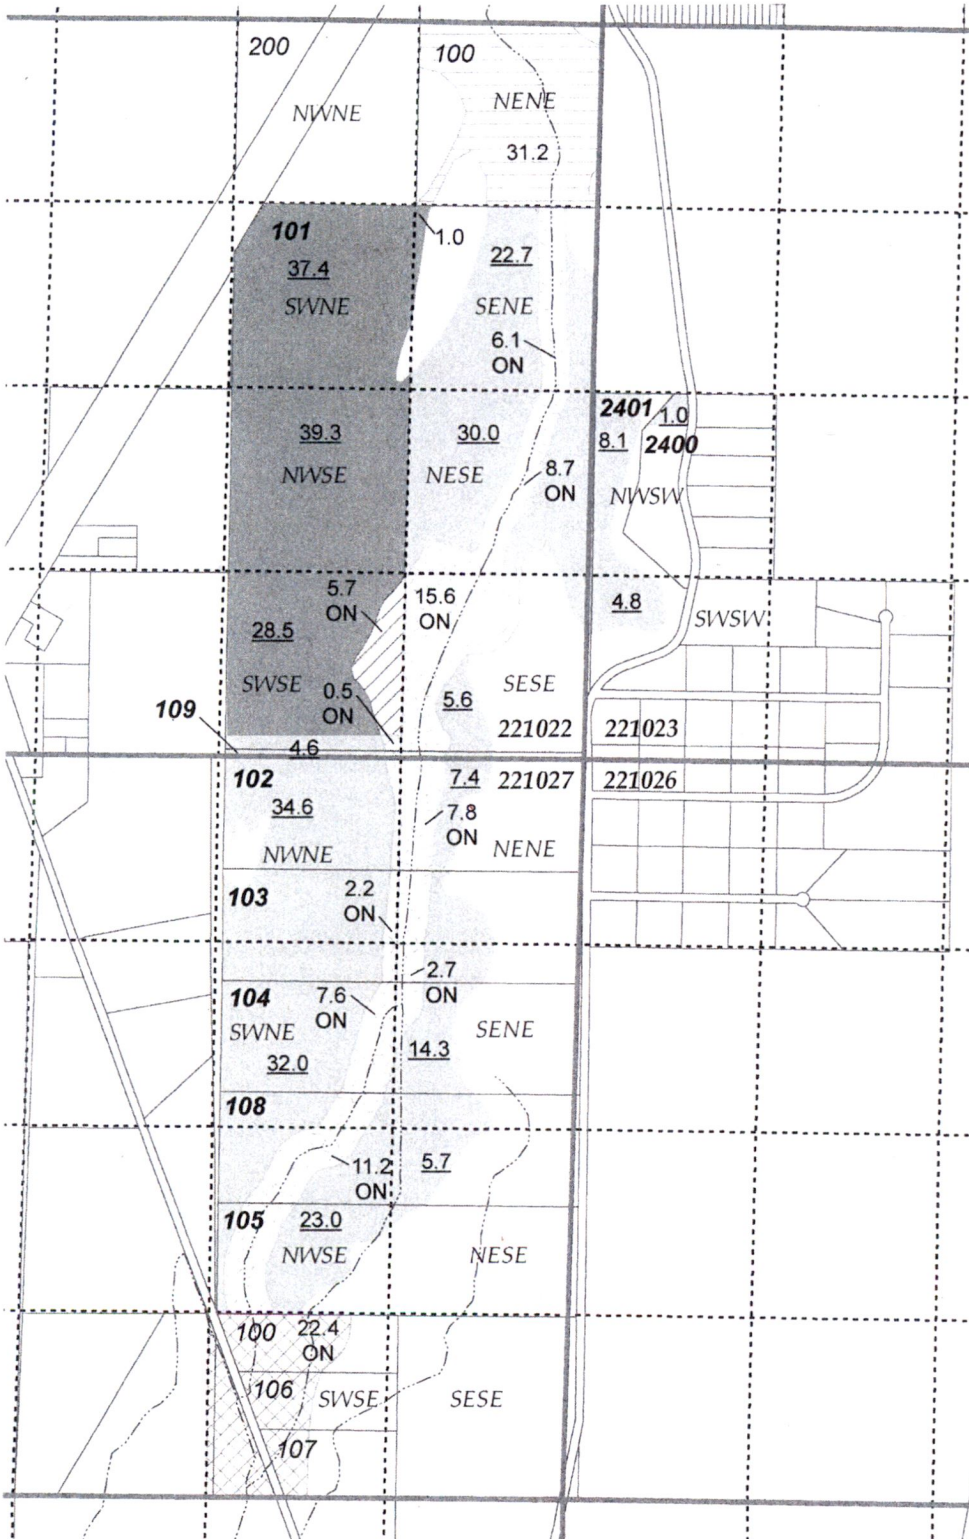 200
100
NWNE
NENE
31.2
101
1.0
37.4
22.7
SWNE
SENE
6.1
ON
2401
1.0
39.3
30.0
8.1
2400
NWSE
NESE
8.7
ON
NWSW
5.7
ON
15.6
ON
4.8
28.5
SWSW
SWSE
SESE
0.5
ON
5.6
109
221022
221023
4.6
102
7.4
221027
221026
34.6
7.8
ON
NWNE
NENE
103
2.2
ON
2.7
ON
104
7.6
ON
SWNE
SENE
32.0
14.3
108
11.2
ON
5.7
105
23.0
NWSE
NESE
100
22.4
ON
106
SWSE
SESE
107